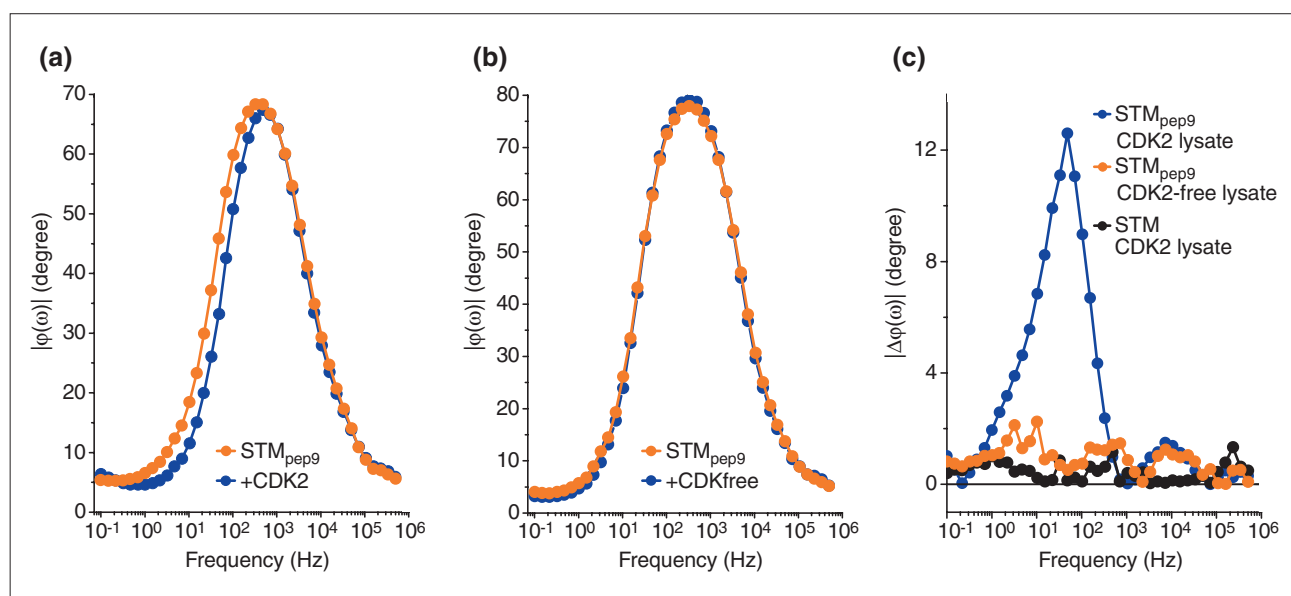 (a)
(b)
(c)
70
60
50
40
30
20
10
0
|φ(ω)| (degree)
STMpep9
+CDK2
10-1 100 101 102 103 104 105 106
Frequency (Hz)
80
70
60
50
40
30
20
10
0
|φ(ω)| (degree)
STMpep9
+CDKfree
10-1 100 101 102 103 104 105 106
Frequency (Hz)
12
8
4
0
|Δφ(ω)| (degree)
STMpep9
CDK2 lysate
STMpep9
CDK2-free lysate
STM
CDK2 lysate
10-1 100 101 102 103 104 105 106
Frequency (Hz)